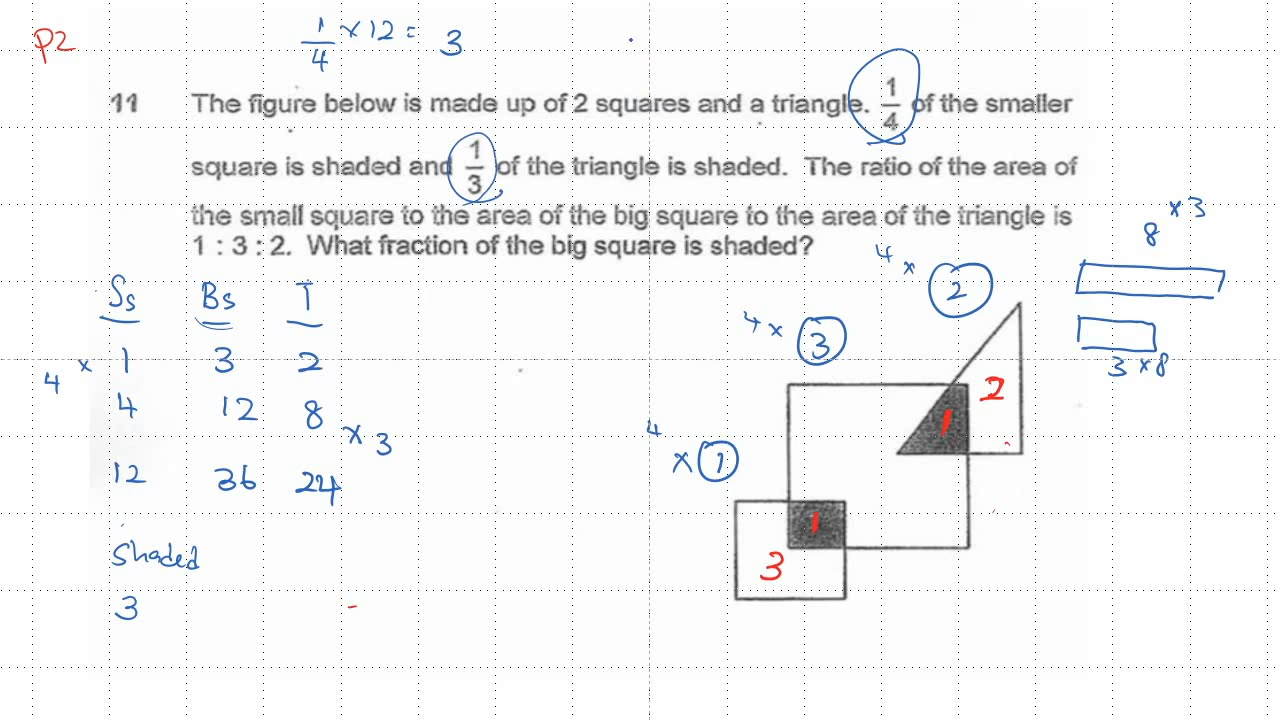 P2
1/4 × 12 = 3
11 The figure below is made up of 2 squares and a triangle. 1/4 of the smaller
square is shaded and 1/3 of the triangle is shaded. The ratio of the area of
the small square to the area of the big square to the area of the triangle is
1 : 3 : 2. What fraction of the big square is shaded?
8 × 3
3 × 8
4 × 2
4 × 3
4 × 1
2
1
1
3
Ss Bs T
4 × 1 3 2
4 12 8 × 3
12 36 24
Shaded
3